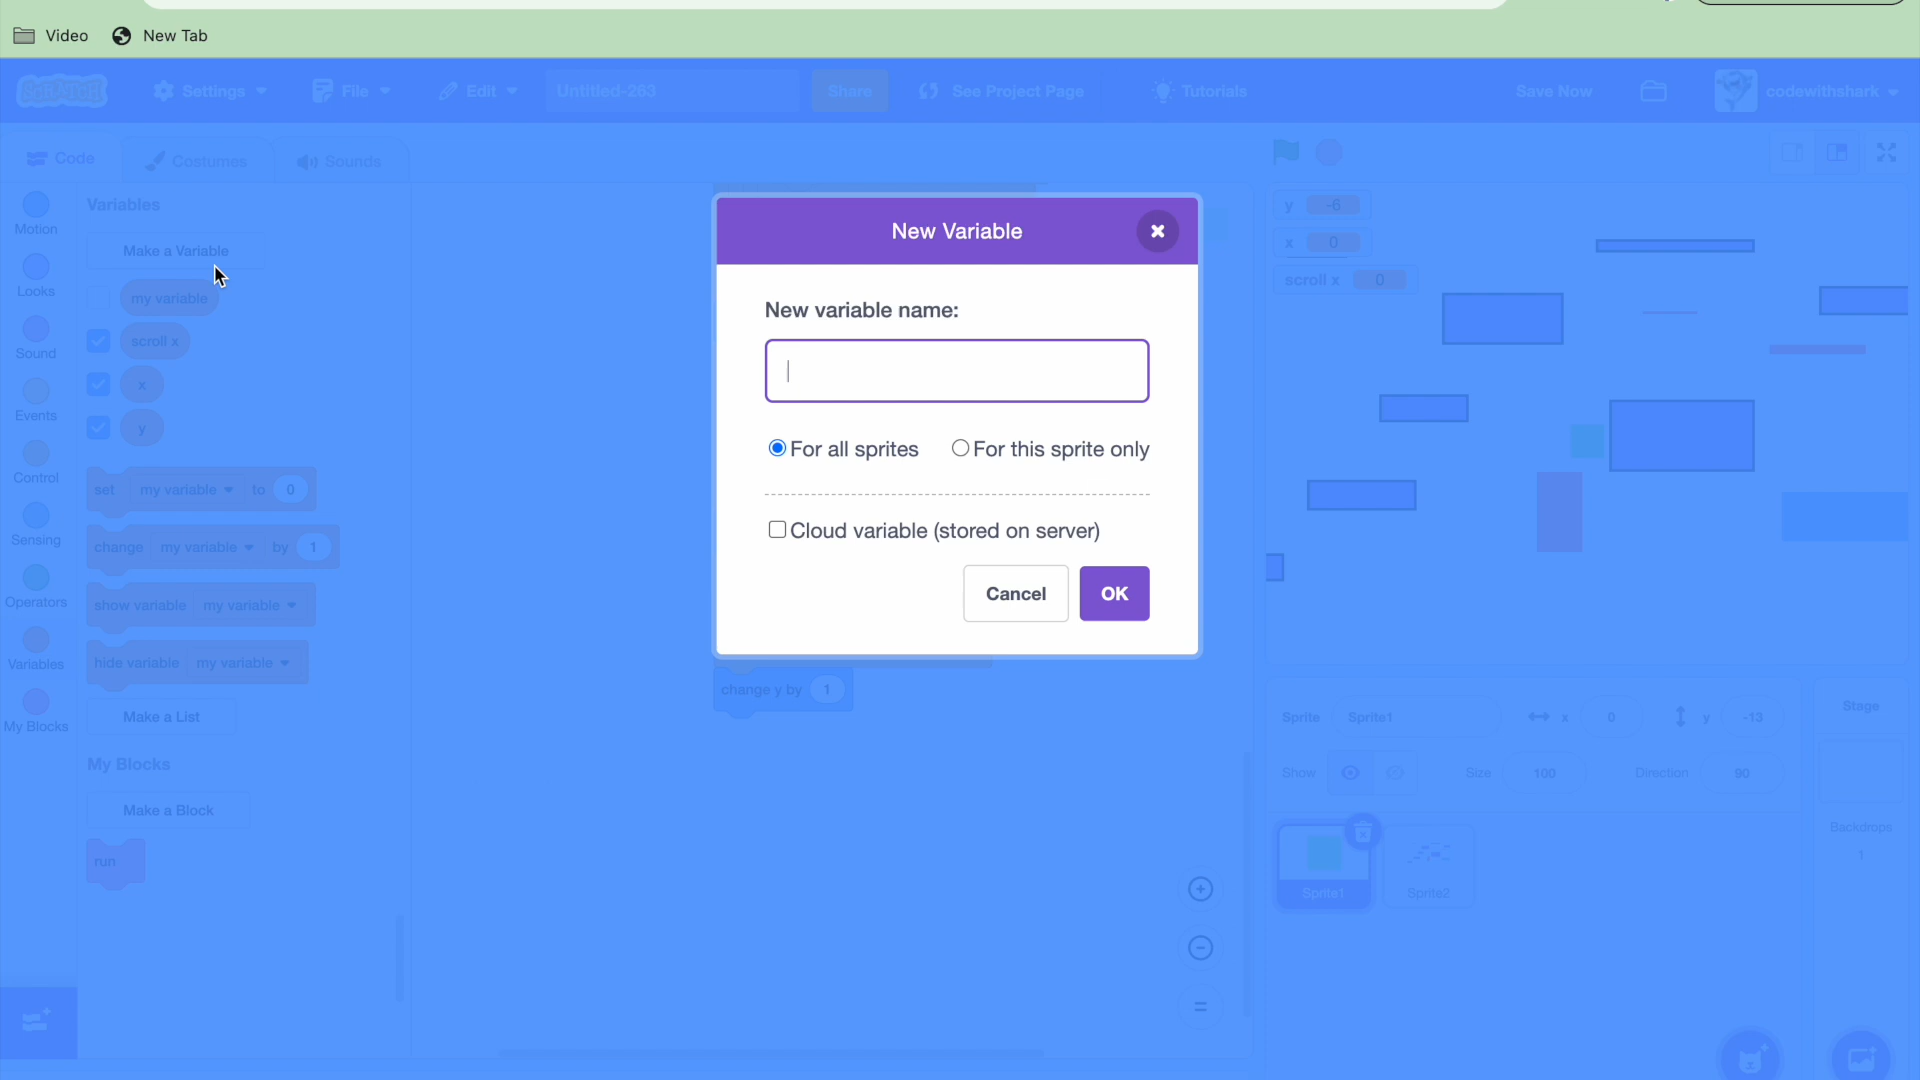 Video
New Tab
SCRATCH
Settings
File
Edit
Untitled-263
Share
See Project Page
Tutorials
Save Now
codewithshark
Code
Costumes
Sounds
Motion
Looks
Sound
Events
Control
Sensing
Operators
Variables
My Blocks
Variables
Make a Variable
my variable
scroll x
x
y
set my variable to 0
change my variable by 1
show variable my variable
hide variable my variable
Make a List
My Blocks
Make a Block
run
New Variable
New variable name:
For all sprites
For this sprite only
Cloud variable (stored on server)
Cancel
OK
change y by 1
y -6
x 0
scroll x 0
Sprite Sprite1 x 0 y -13
Show Size 100 Direction 90
Sprite1
Sprite2
Stage
Backdrops
1